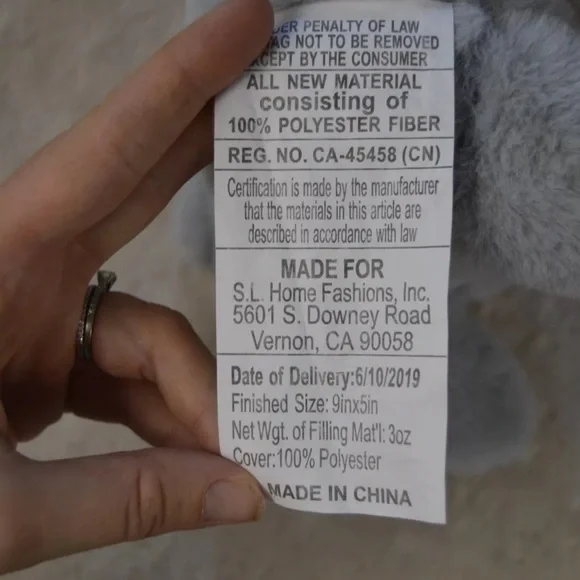 PENALTY OF LAW
NOT TO BE REMOVED
BY THE CONSUMER
ALL NEW MATERIAL
consisting of
100% POLYESTER FIBER
REG. NO. CA-45458 (CN)
Certification is made by the manufacturer
that the materials in this article are
described in accordance with law
MADE FOR
S.L. Home Fashions, Inc.
5601 S. Downey Road
Vernon, CA 90058
Date of Delivery:6/10/2019
Finished Size: 9inx5in
Net Wgt. of Filling Mat'l: 3oz
Cover:100% Polyester
MADE IN CHINA